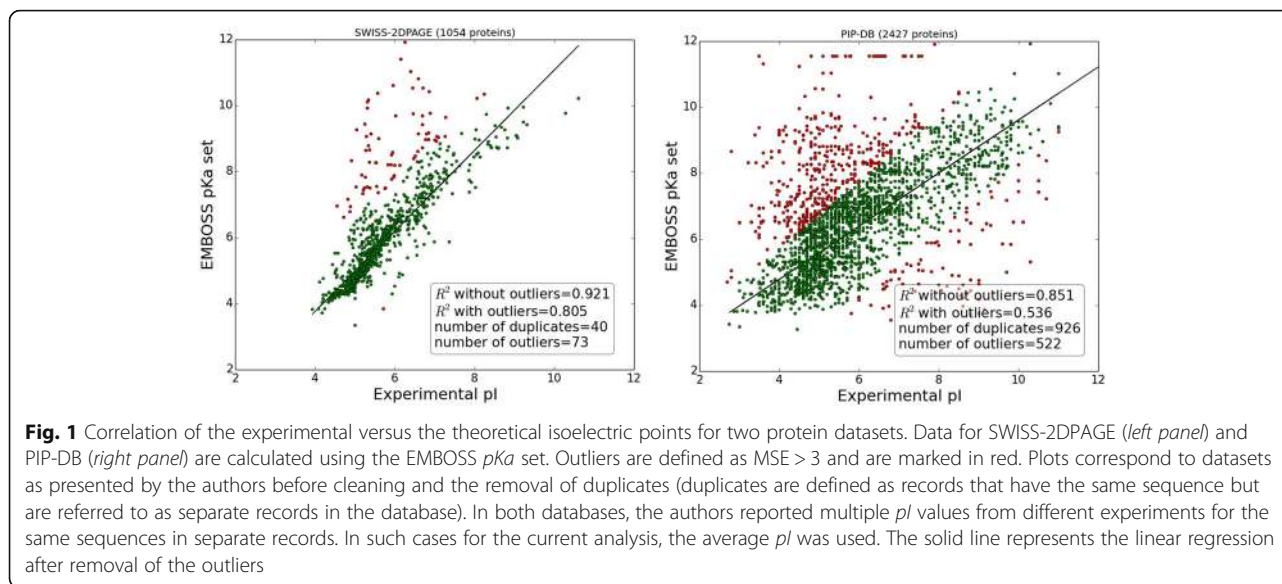 SWISS-2DPAGE (1054 proteins)
12
10
8
6
4
2
EMBOSS pKa set
R² without outliers=0.921
R² with outliers=0.805
number of duplicates=40
number of outliers=73
2 4 6 8 10 12
Experimental pI
PIP-DB (2427 proteins)
12
10
8
6
4
2
EMBOSS pKa set
R² without outliers=0.851
R² with outliers=0.536
number of duplicates=926
number of outliers=522
2 4 6 8 10 12
Experimental pI
Fig. 1 Correlation of the experimental versus the theoretical isoelectric points for two protein datasets. Data for SWISS-2DPAGE (left panel) and
PIP-DB (right panel) are calculated using the EMBOSS pKa set. Outliers are defined as MSE > 3 and are marked in red. Plots correspond to datasets
as presented by the authors before cleaning and the removal of duplicates (duplicates are defined as records that have the same sequence but
are referred to as separate records in the database). In both databases, the authors reported multiple pI values from different experiments for the
same sequences in separate records. In such cases for the current analysis, the average pI was used. The solid line represents the linear regression
after removal of the outliers